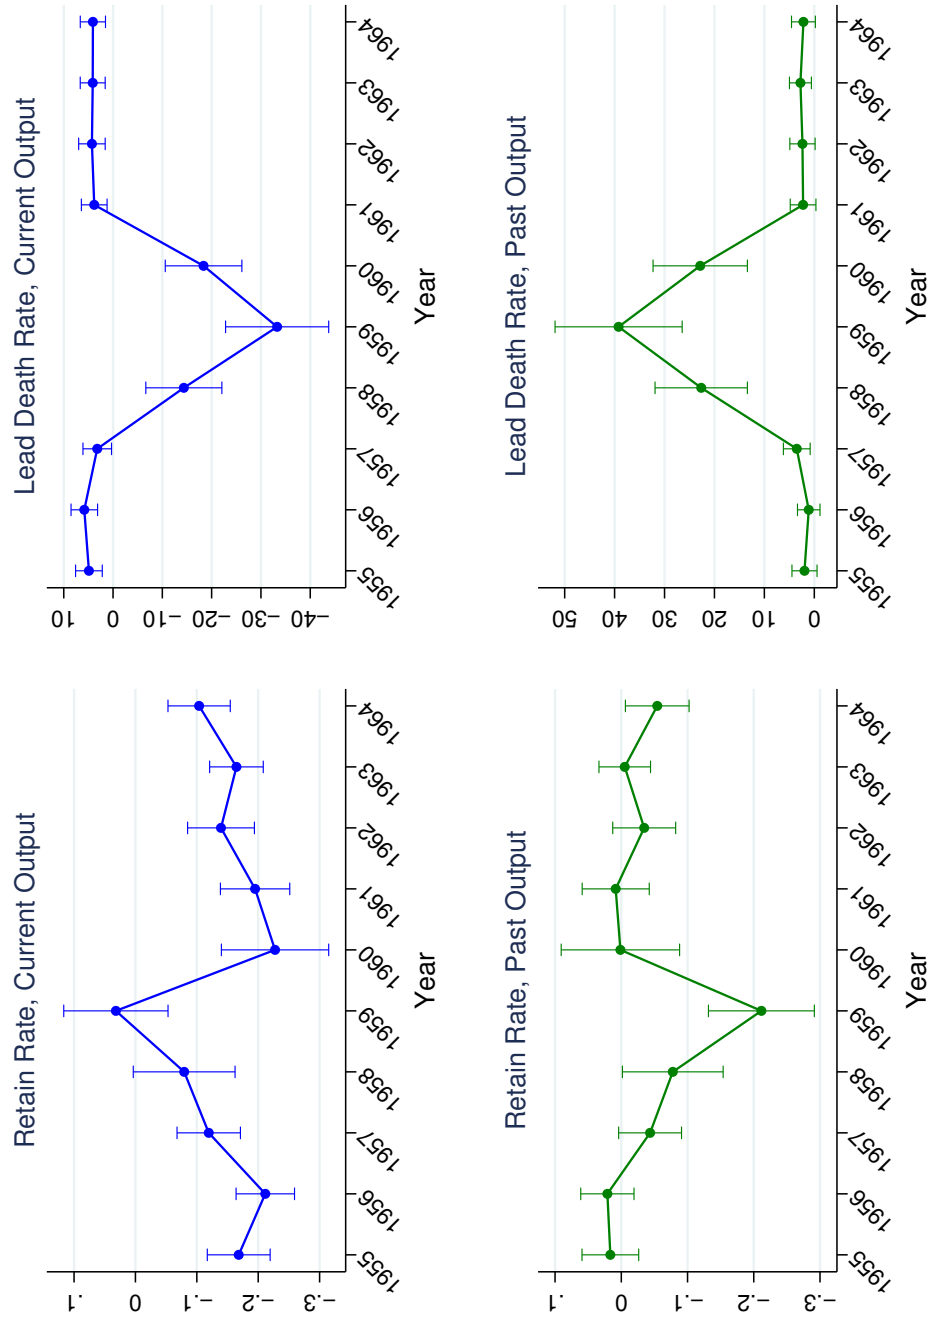 Retain Rate, Current Output
.1
0
-.1
-.2
-.3
1955 1956 1957 1958 1959 1960 1961 1962 1963 1964
Year
Lead Death Rate, Current Output
10
0
-10
-20
-30
-40
1955 1956 1957 1958 1959 1960 1961 1962 1963 1964
Year
Retain Rate, Past Output
.1
0
-.1
-.2
-.3
1955 1956 1957 1958 1959 1960 1961 1962 1963 1964
Year
Lead Death Rate, Past Output
50
40
30
20
10
0
1955 1956 1957 1958 1959 1960 1961 1962 1963 1964
Year